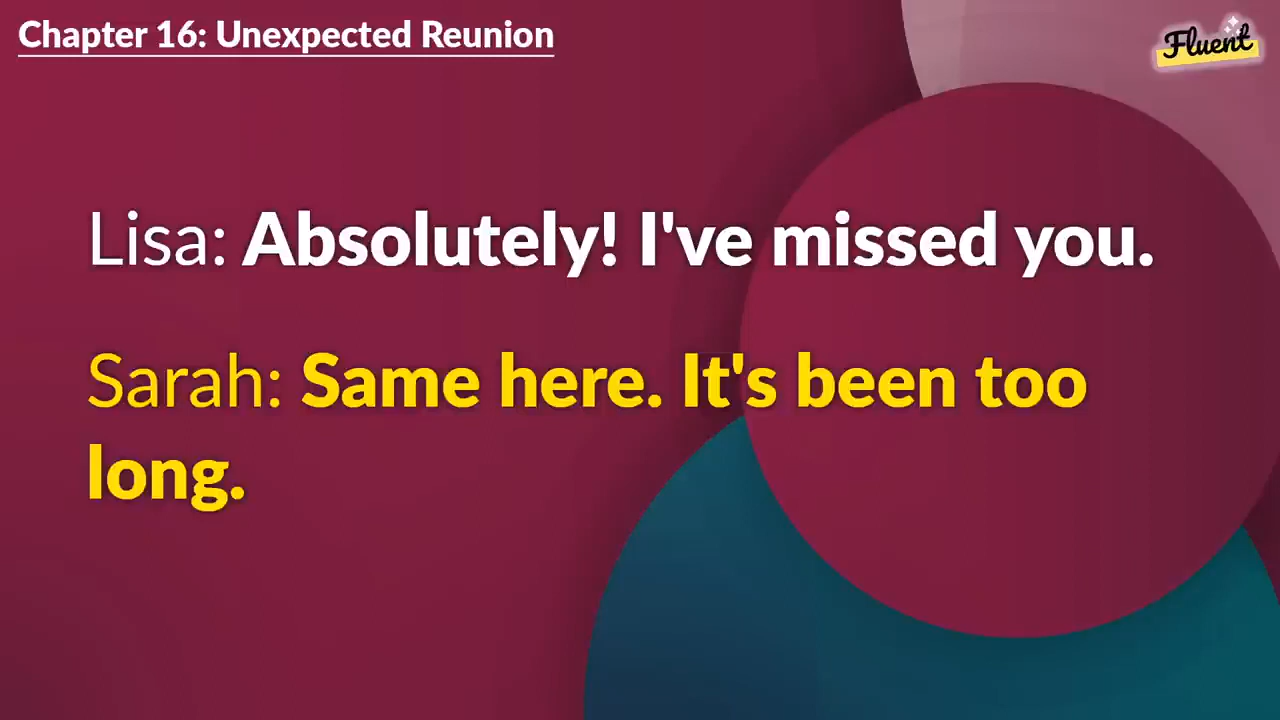 Chapter 16: Unexpected Reunion
Fluent
Lisa: Absolutely! I've missed you.
Sarah: Same here. It's been too
long.